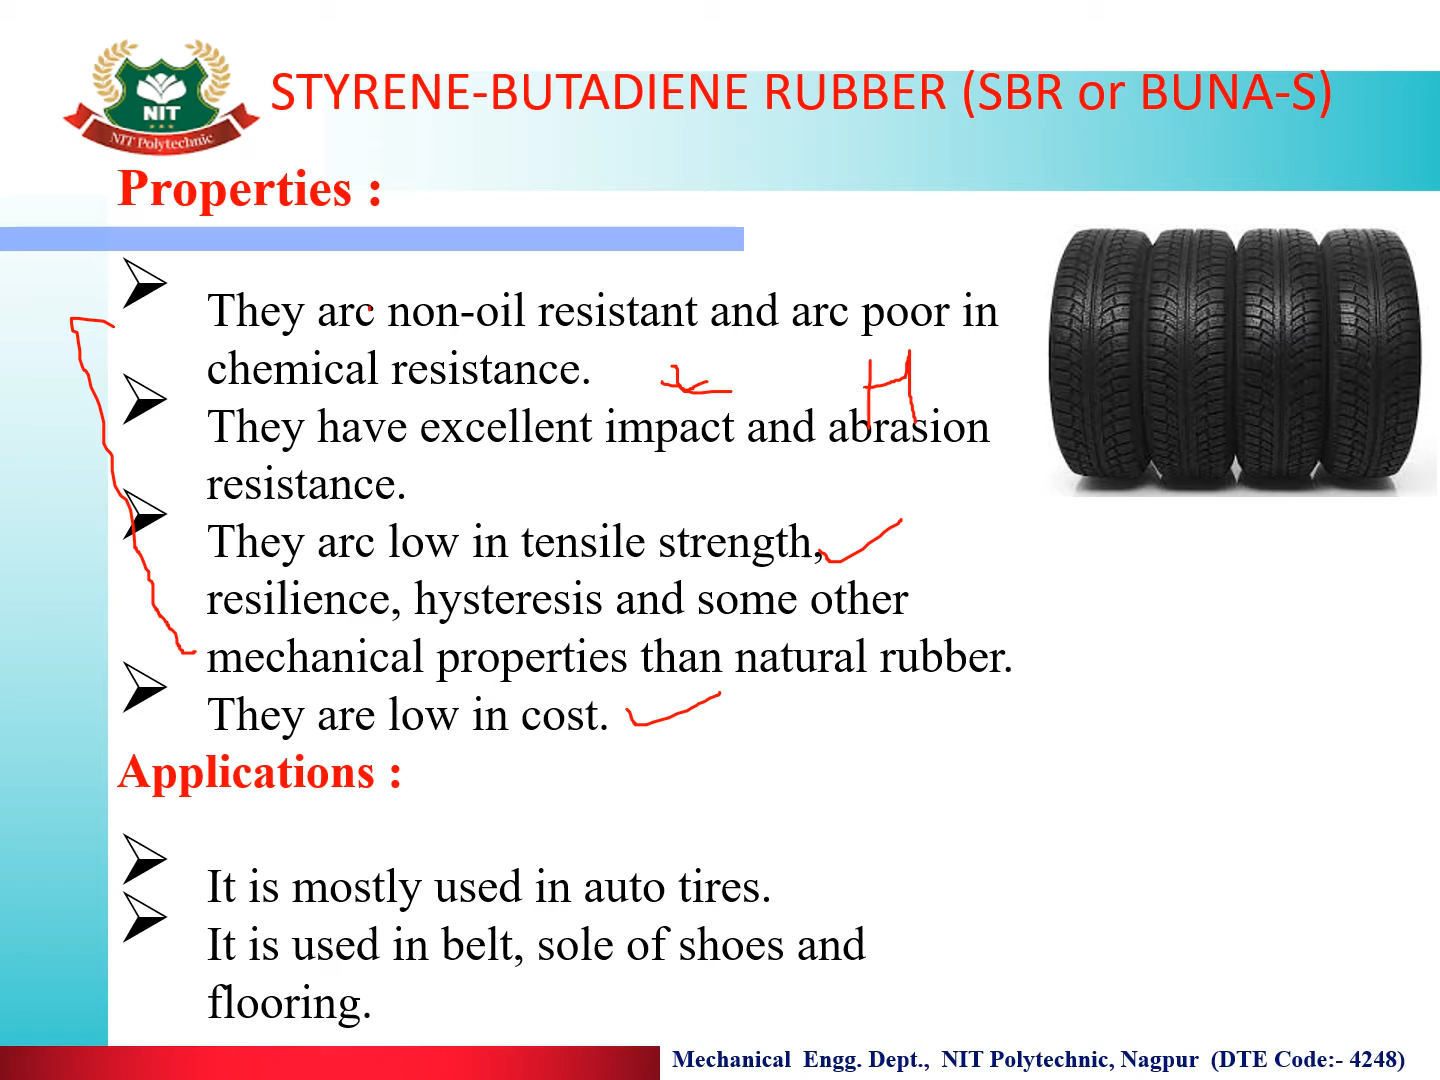 NIT
NIT Polytechnic
STYRENE-BUTADIENE RUBBER (SBR or BUNA-S)
Properties :
They arc non-oil resistant and arc poor in
chemical resistance.
H
They have excellent impact and abrasion
resistance.
They arc low in tensile strength,
resilience, hysteresis and some other
mechanical properties than natural rubber.
They are low in cost.
Applications :
It is mostly used in auto tires.
It is used in belt, sole of shoes and
flooring.
Mechanical Engg. Dept., NIT Polytechnic, Nagpur (DTE Code:- 4248)